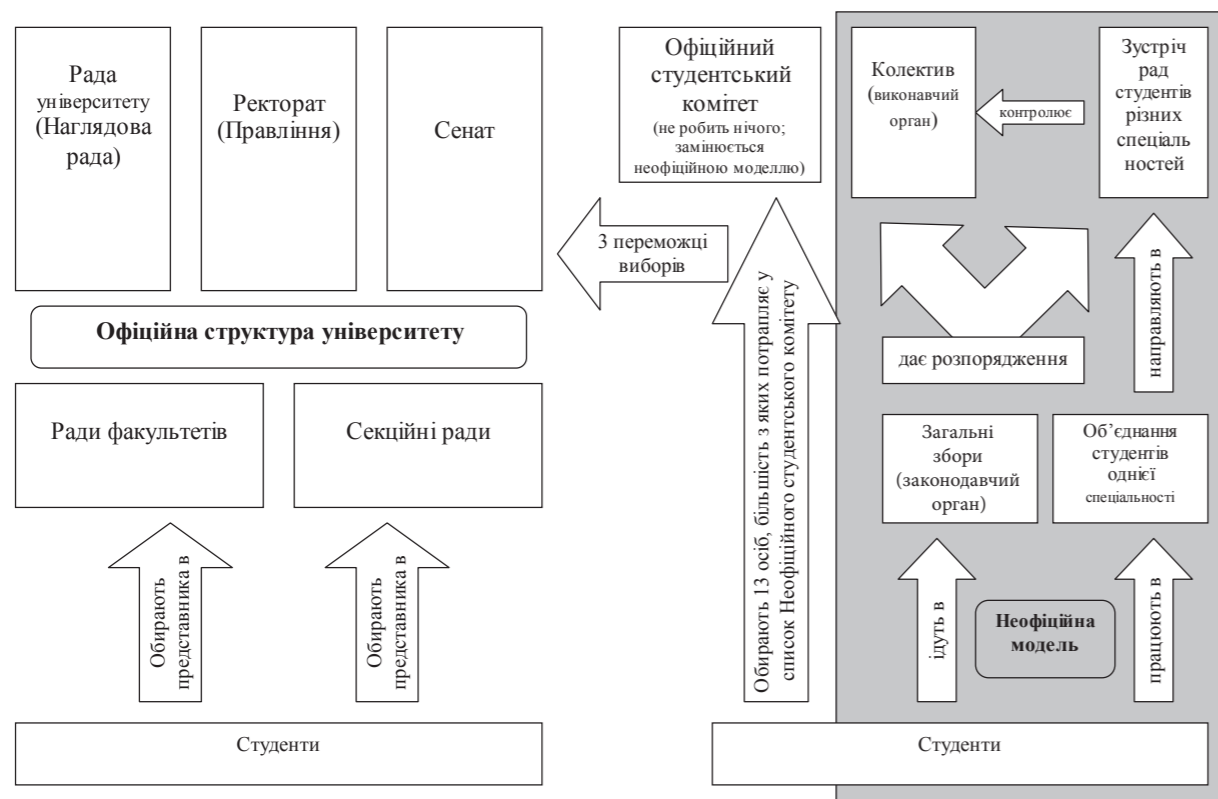 Рада
університету
(Наглядова
рада)
Ректорат
(Правління)
Сенат
Офіційний
студентський
комітет
(не робить нічого;
замінюється
неофіційною моделлю)
Колектив
(виконавчий
орган)
контролює
Зустріч
рад
студентів
різних
спеціаль
ностей
3 переможці
виборів
Офіційна структура університету
дає розпорядження
направляють в
Ради факультетів
Секційні ради
Обирають 13 осіб, більшість з яких потрапляє у
список Неофіційного студентського комітету
Загальні
збори
(законодавчий
орган)
Об’єднання
студентів
однієї
спеціальності
Обирають
представника в
Обирають
представника в
ідуть в
Неофіційна
модель
працюють в
Студенти
Студенти